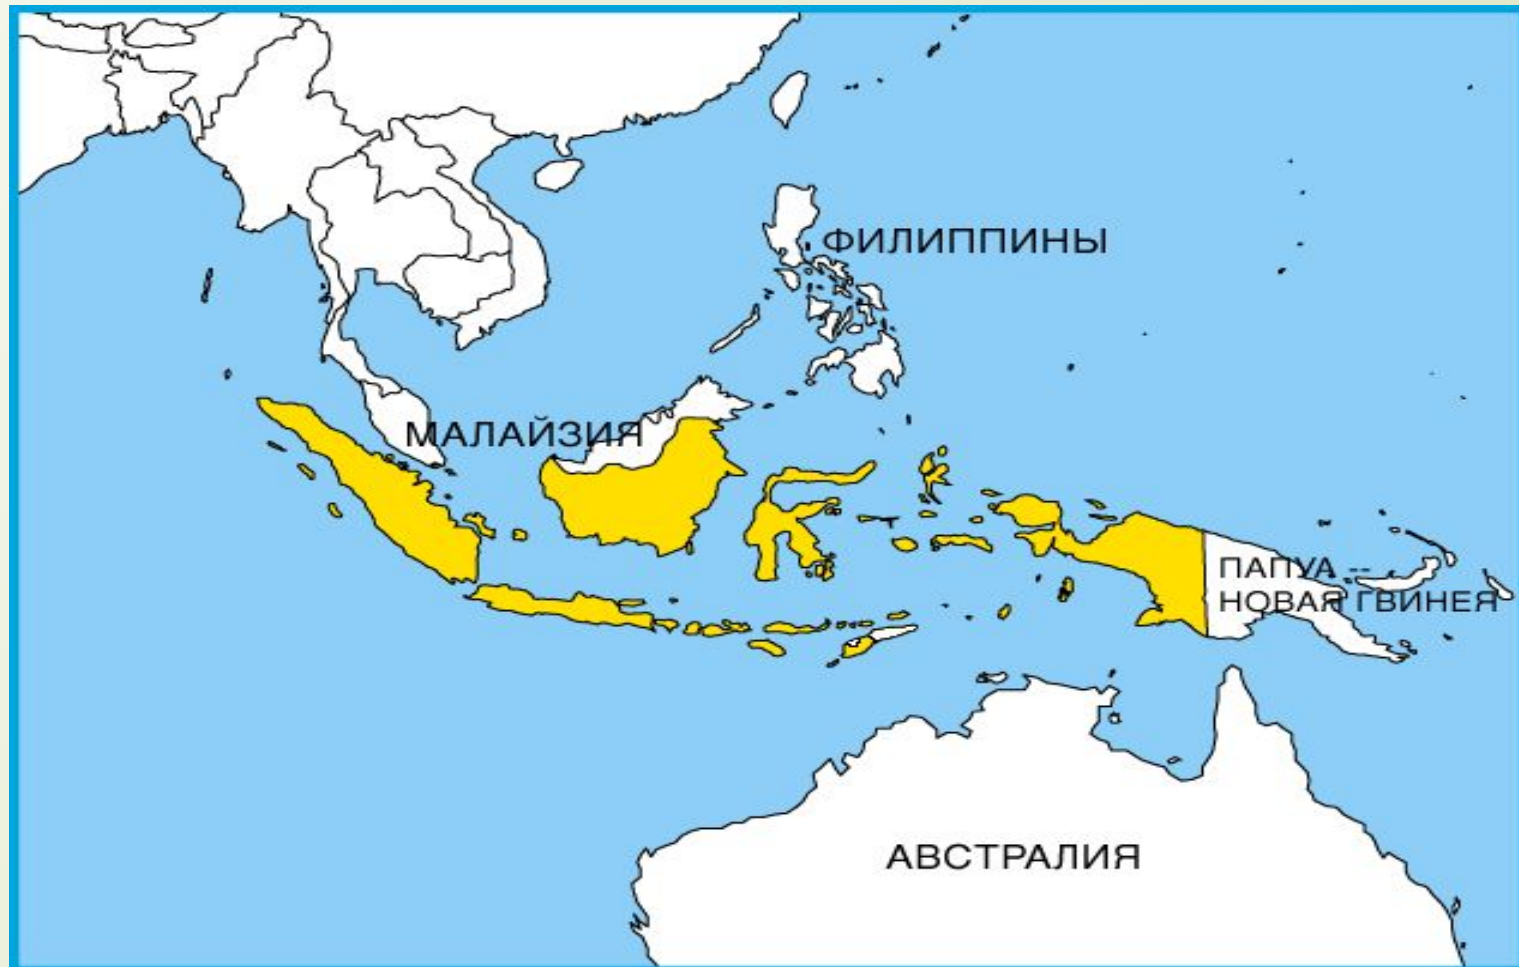 ФИЛИППИНЫ
МАЛАЙЗИЯ
ПАПУА --
НОВАЯ ГВИНЕЯ
АВСТРАЛИЯ